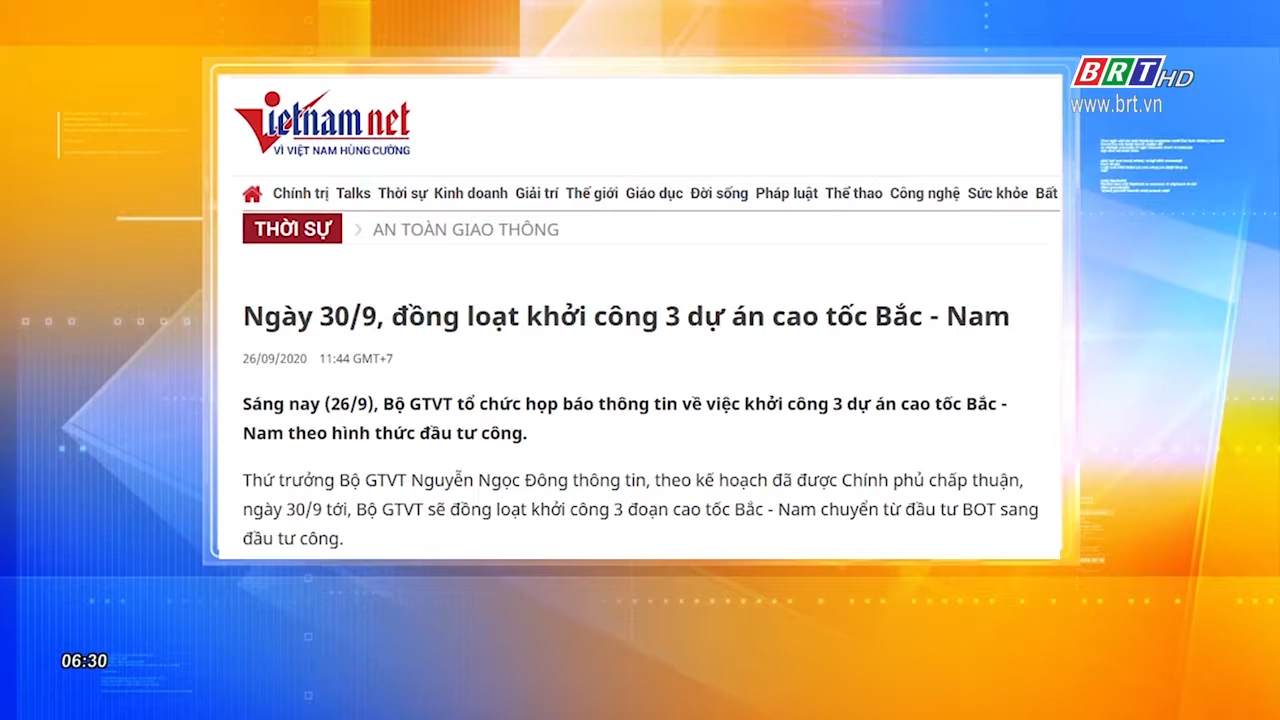 BRT HD
www.brt.vn
Vietnamnet
VÌ VIỆT NAM HÙNG CƯỜNG
Chính trị Talks Thời sự Kinh doanh Giải trí Thế giới Giáo dục Đời sống Pháp luật Thể thao Công nghệ Sức khỏe Bất
THỜI SỰ > AN TOÀN GIAO THÔNG
Ngày 30/9, đồng loạt khởi công 3 dự án cao tốc Bắc - Nam
26/09/2020 11:44 GMT+7
Sáng nay (26/9), Bộ GTVT tổ chức họp báo thông tin về việc khởi công 3 dự án cao tốc Bắc -
Nam theo hình thức đầu tư công.
Thứ trưởng Bộ GTVT Nguyễn Ngọc Đông thông tin, theo kế hoạch đã được Chính phủ chấp thuận,
ngày 30/9 tới, Bộ GTVT sẽ đồng loạt khởi công 3 đoạn cao tốc Bắc - Nam chuyển từ đầu tư BOT sang
đầu tư công.
06:30